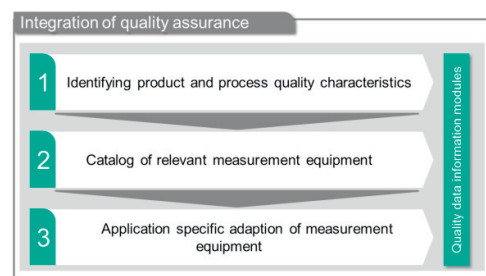 Integration of quality assurance
1
Identifying product and process quality characteristics
2
Catalog of relevant measurement equipment
3
Application specific adaption of measurement
equipment
Quality data information modules